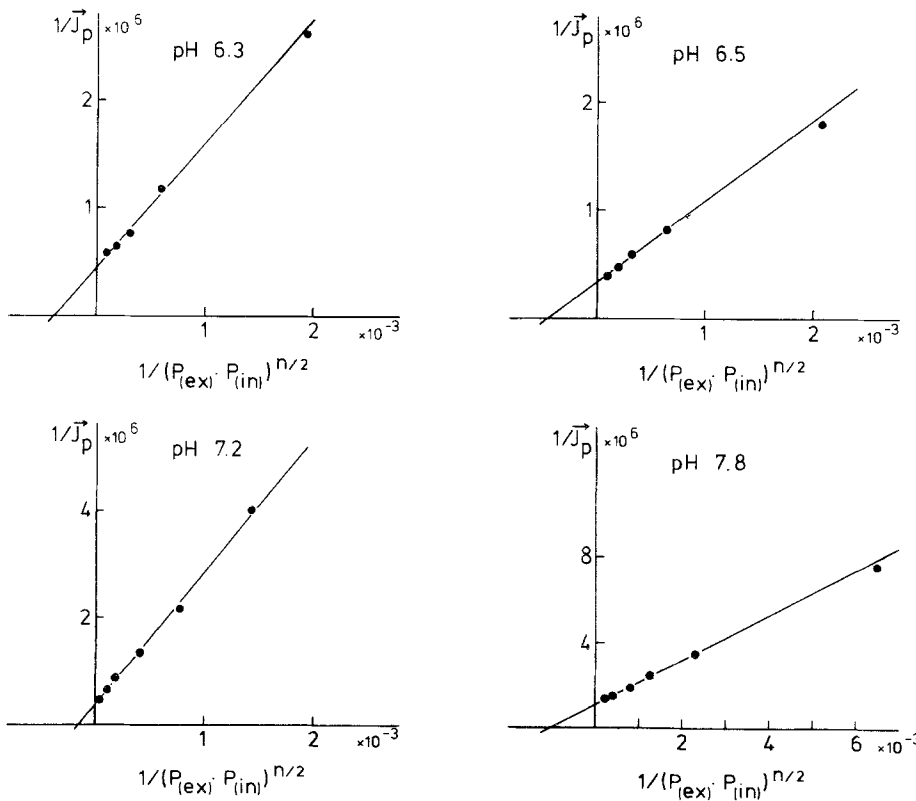 1/J⃗p ×10⁶
pH 6.3
2
1
1
2
×10⁻³
1/(P(ex)· P(in))ⁿ/²
1/J⃗p ×10⁶
pH 6.5
2
1
1
2
×10⁻³
1/(P(ex)· P(in))ⁿ/²
1/J⃗p ×10⁶
pH 7.2
4
2
1
2
×10⁻³
1/(P(ex)· P(in))ⁿ/²
1/J⃗p ×10⁶
pH 7.8
8
4
2
4
6 ×10⁻³
1/(P(ex)· P(in))ⁿ/²